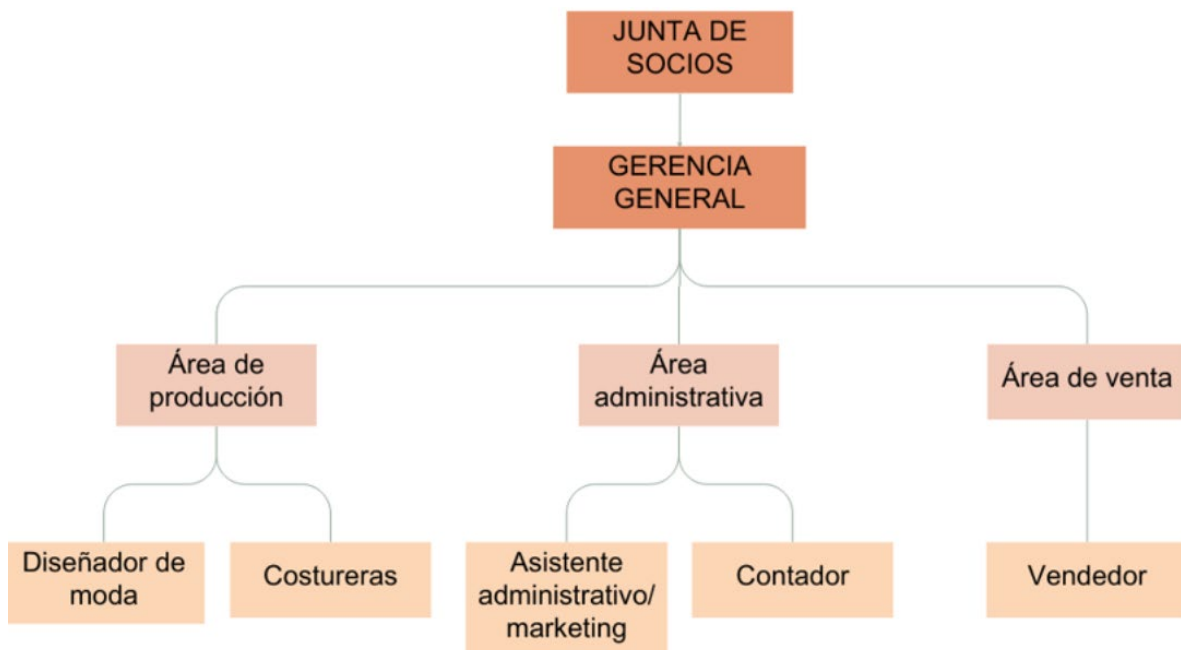 JUNTA DE
SOCIOS
GERENCIA
GENERAL
Área de
producción
Área
administrativa
Área de venta
Diseñador de
moda
Costureras
Asistente
administrativo/
marketing
Contador
Vendedor